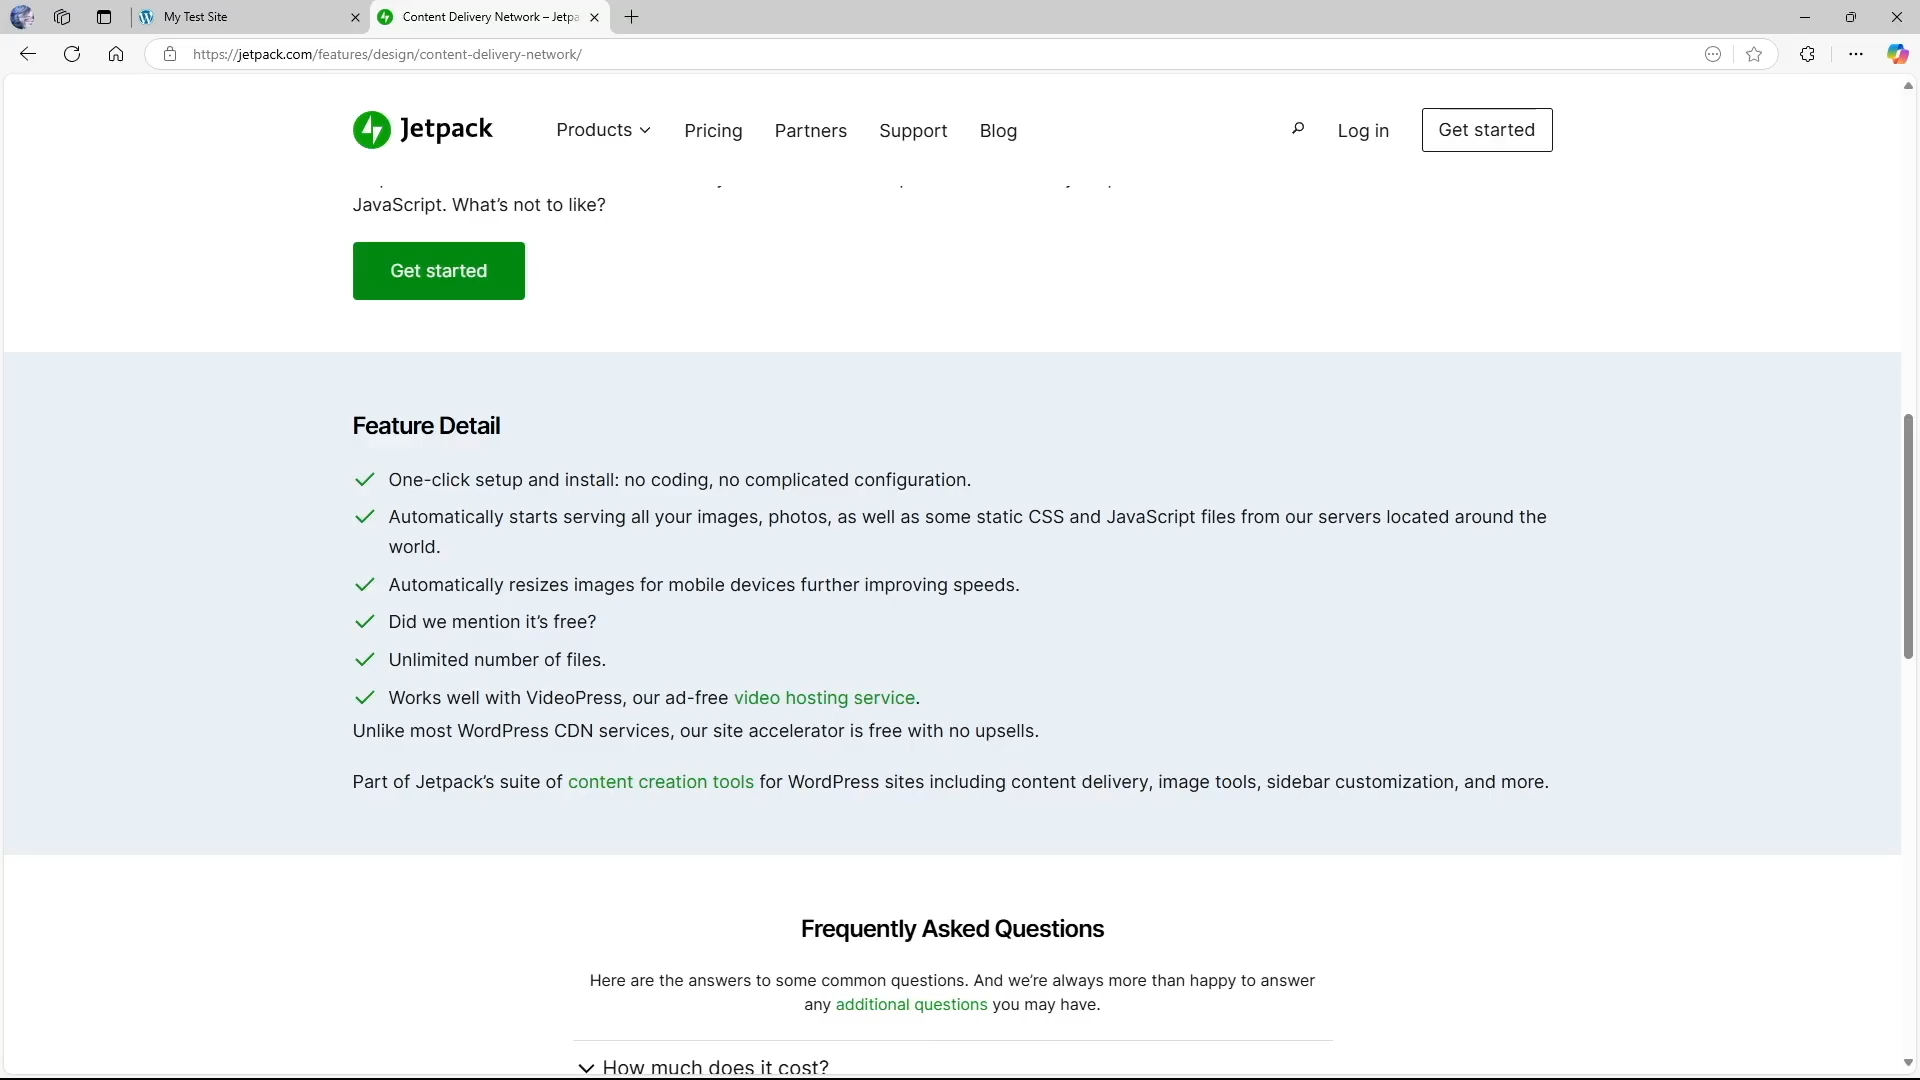 My Test Site
Content Delivery Network – Jetpa
https://jetpack.com/features/design/content-delivery-network/
Jetpack
Products
Pricing
Partners
Support
Blog
Log in
Get started
JavaScript. What’s not to like?
Get started
Feature Detail
One-click setup and install: no coding, no complicated configuration.
Automatically starts serving all your images, photos, as well as some static CSS and JavaScript files from our servers located around the
world.
Automatically resizes images for mobile devices further improving speeds.
Did we mention it’s free?
Unlimited number of files.
Works well with VideoPress, our ad-free video hosting service.
Unlike most WordPress CDN services, our site accelerator is free with no upsells.
Part of Jetpack’s suite of content creation tools for WordPress sites including content delivery, image tools, sidebar customization, and more.
Frequently Asked Questions
Here are the answers to some common questions. And we’re always more than happy to answer
any additional questions you may have.
How much does it cost?